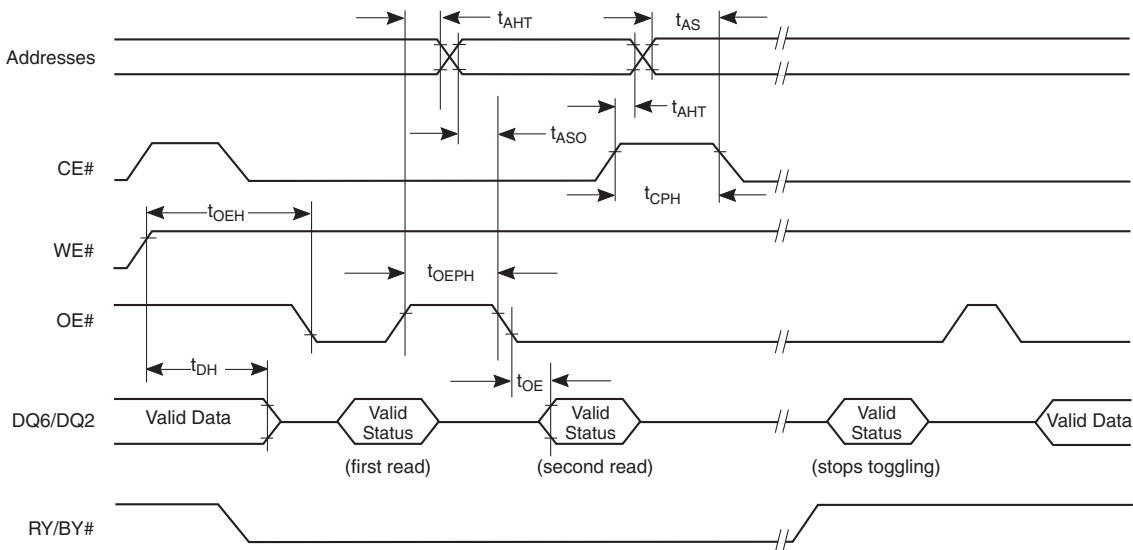 tAHT
tAS
Addresses
tAHT
tASO
CE#
tCPH
tOEH
WE#
tOEPH
OE#
tDH
tOE
DQ6/DQ2
Valid Data
Valid
Status
Valid
Status
Valid
Status
Valid Data
(first read)
(second read)
(stops toggling)
RY/BY#